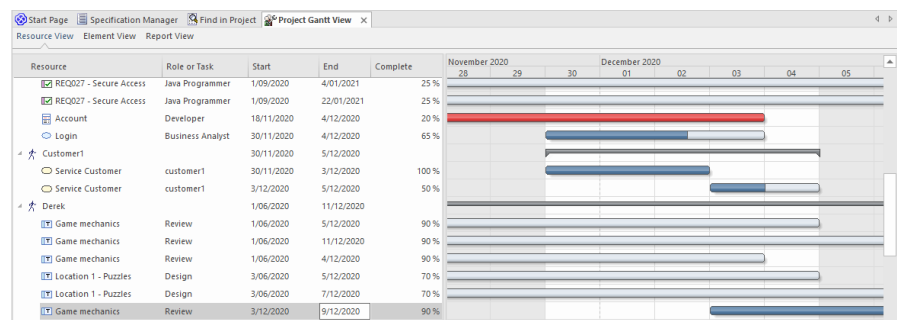 Start Page Specification Manager Find in Project Project Gantt View ×
Resource View Element View Report View
Resource Role or Task Start End Complete November 2020 December 2020
28 29 30 01 02 03 04 05
REQ027 - Secure Access Java Programmer 1/09/2020 4/01/2021 25 %
REQ027 - Secure Access Java Programmer 1/09/2020 22/01/2021 25 %
Account Developer 18/11/2020 4/12/2020 20 %
Login Business Analyst 30/11/2020 4/12/2020 65 %
Customer1 30/11/2020 5/12/2020
Service Customer customer1 30/11/2020 3/12/2020 100 %
Service Customer customer1 3/12/2020 5/12/2020 50 %
Derek 1/06/2020 11/12/2020
Game mechanics Review 1/06/2020 5/12/2020 90 %
Game mechanics Review 1/06/2020 11/12/2020 90 %
Game mechanics Review 1/06/2020 4/12/2020 90 %
Location 1 - Puzzles Design 3/06/2020 5/12/2020 70 %
Location 1 - Puzzles Design 3/06/2020 7/12/2020 70 %
Game mechanics Review 3/12/2020 9/12/2020 90 %